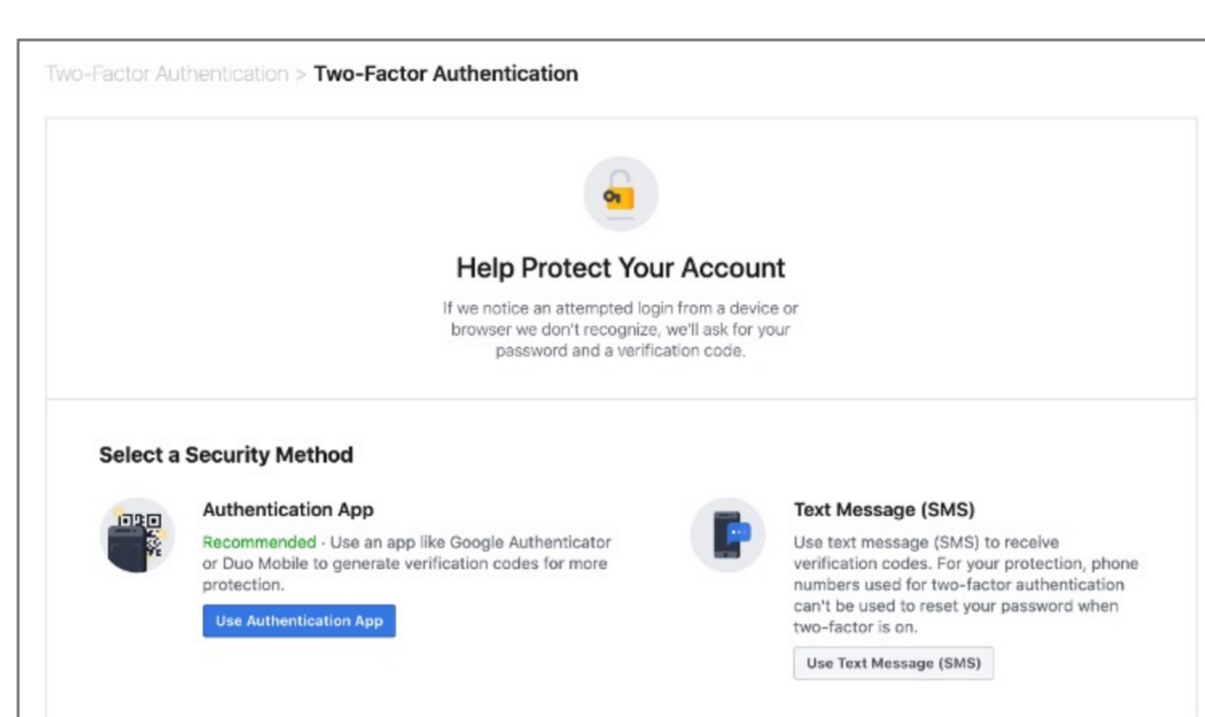 Two-Factor Authentication > Two-Factor Authentication
Help Protect Your Account
If we notice an attempted login from a device or
browser we don't recognize, we'll ask for your
password and a verification code.
Select a Security Method
Authentication App
Recommended · Use an app like Google Authenticator
or Duo Mobile to generate verification codes for more
protection.
Use Authentication App
Text Message (SMS)
Use text message (SMS) to receive
verification codes. For your protection, phone
numbers used for two-factor authentication
can't be used to reset your password when
two-factor is on.
Use Text Message (SMS)